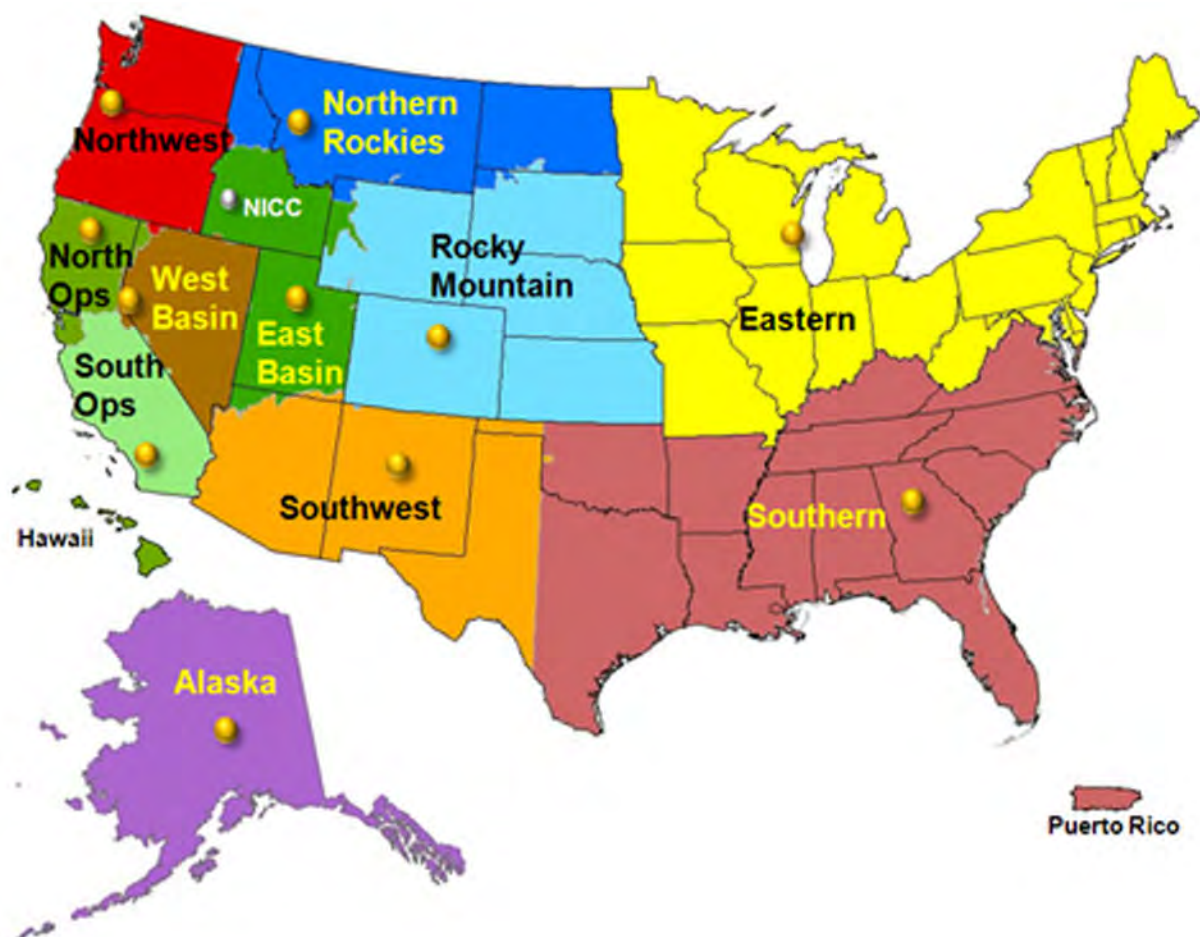 Northern
Rockies
Northwest
NICC
North
Ops
West
Basin
Rocky
Mountain
East
Basin
Eastern
South
Ops
Southwest
Southern
Hawaii
Alaska
Puerto Rico